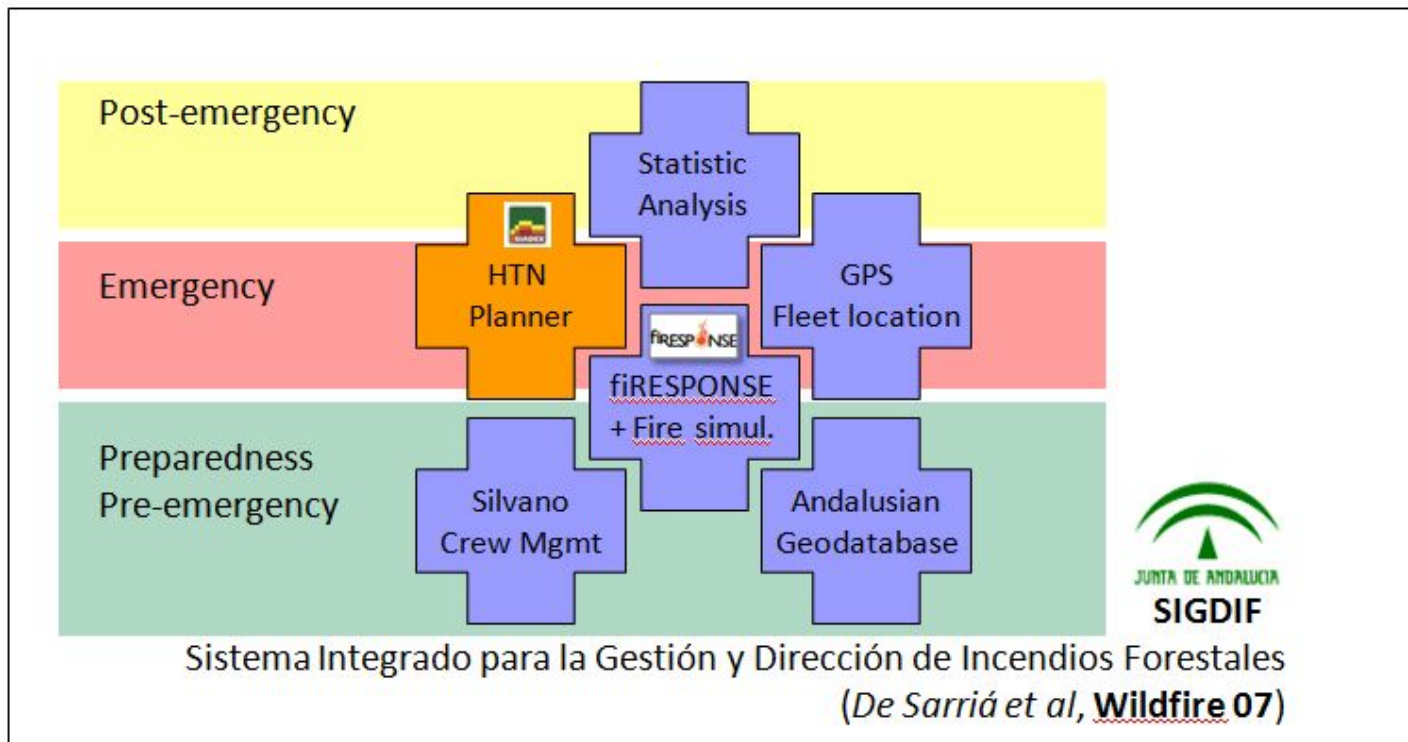 Post-emergency
Statistic
Analysis
Emergency
SIADEX
HTN
Planner
GPS
Fleet location
fiRESPONSE
fiRESPONSE
+ Fire simul.
Preparedness
Pre-emergency
Silvano
Crew Mgmt
Andalusian
Geodatabase
JUNTA DE ANDALUCIA
SIGDIF
Sistema Integrado para la Gestión y Dirección de Incendios Forestales
(De Sarriá et al, Wildfire 07)